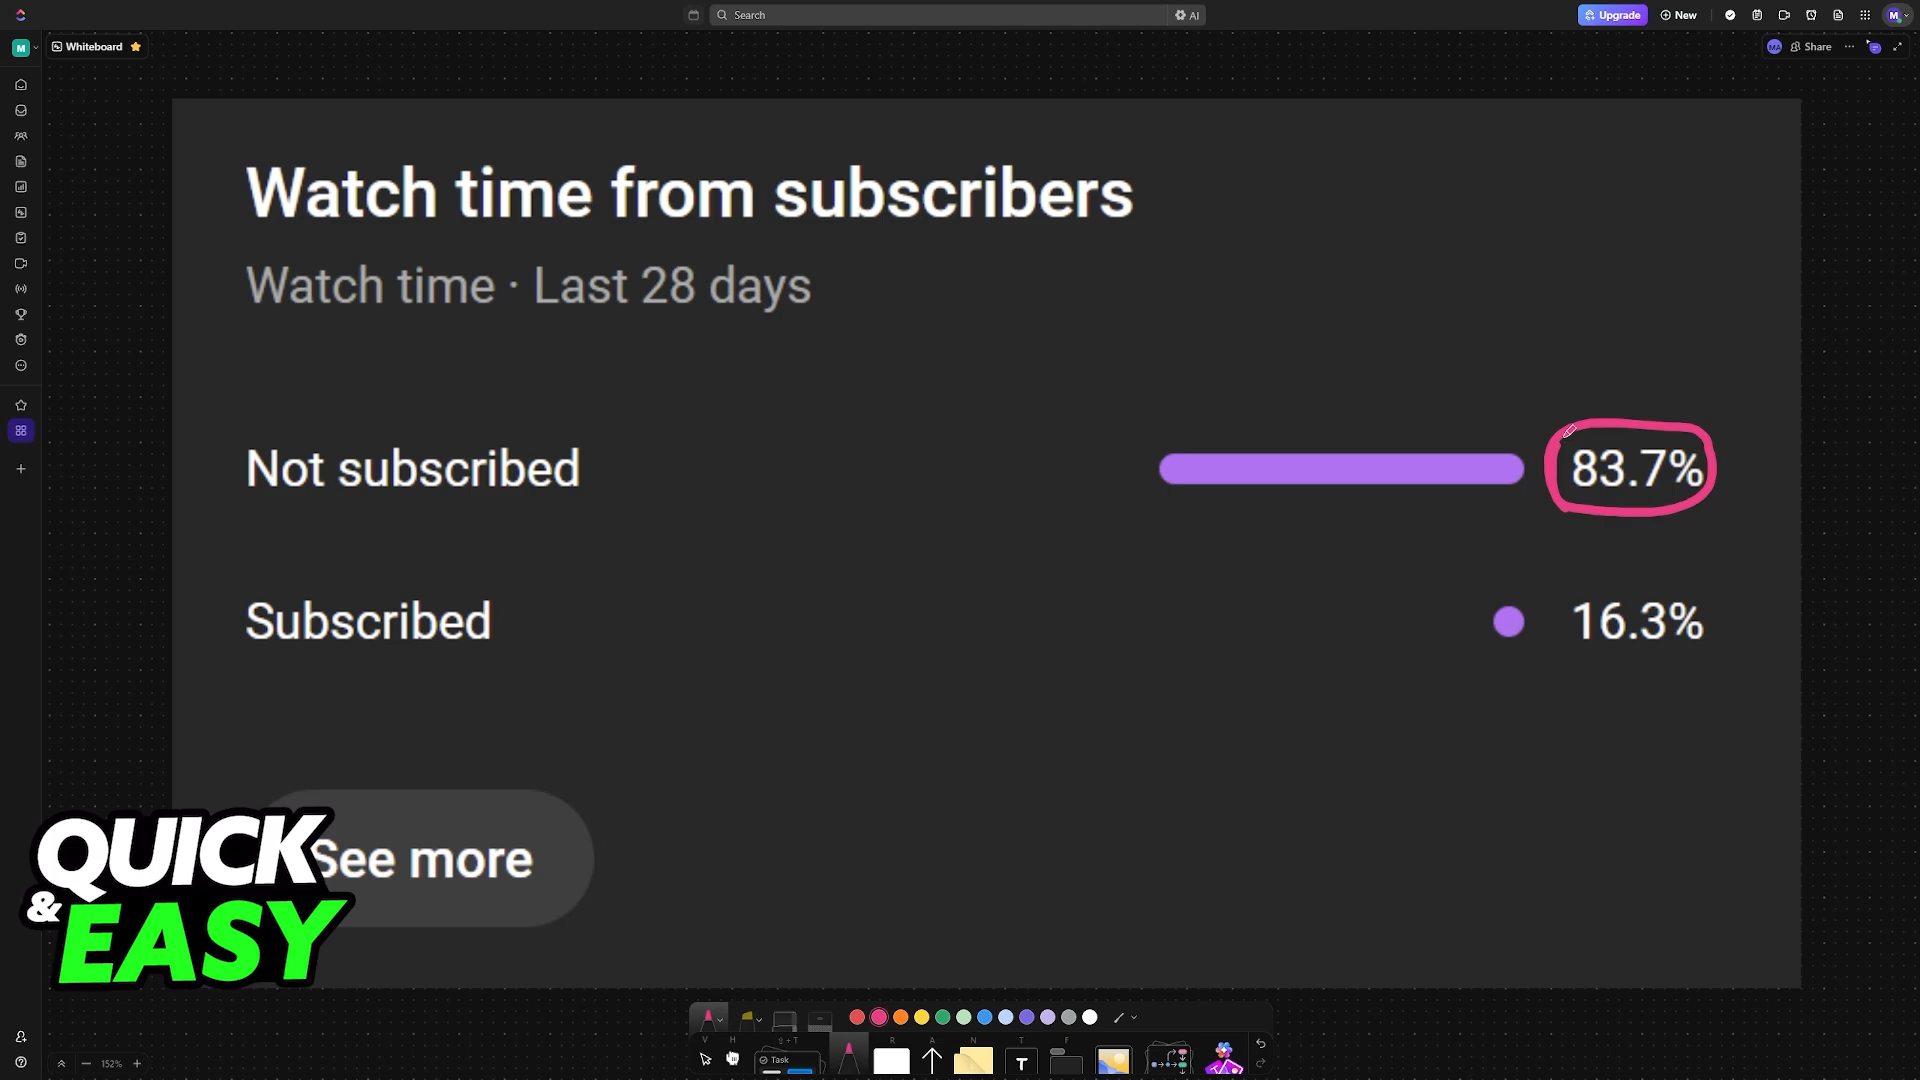 Search
AI
Upgrade
New
M
M
Whiteboard
MA
Share
Watch time from subscribers
Watch time · Last 28 days
Not subscribed
83.7%
Subscribed
16.3%
See more
QUICK
& EASY
V
H
⇧ + T
R
A
N
T
F
Task
T
152%